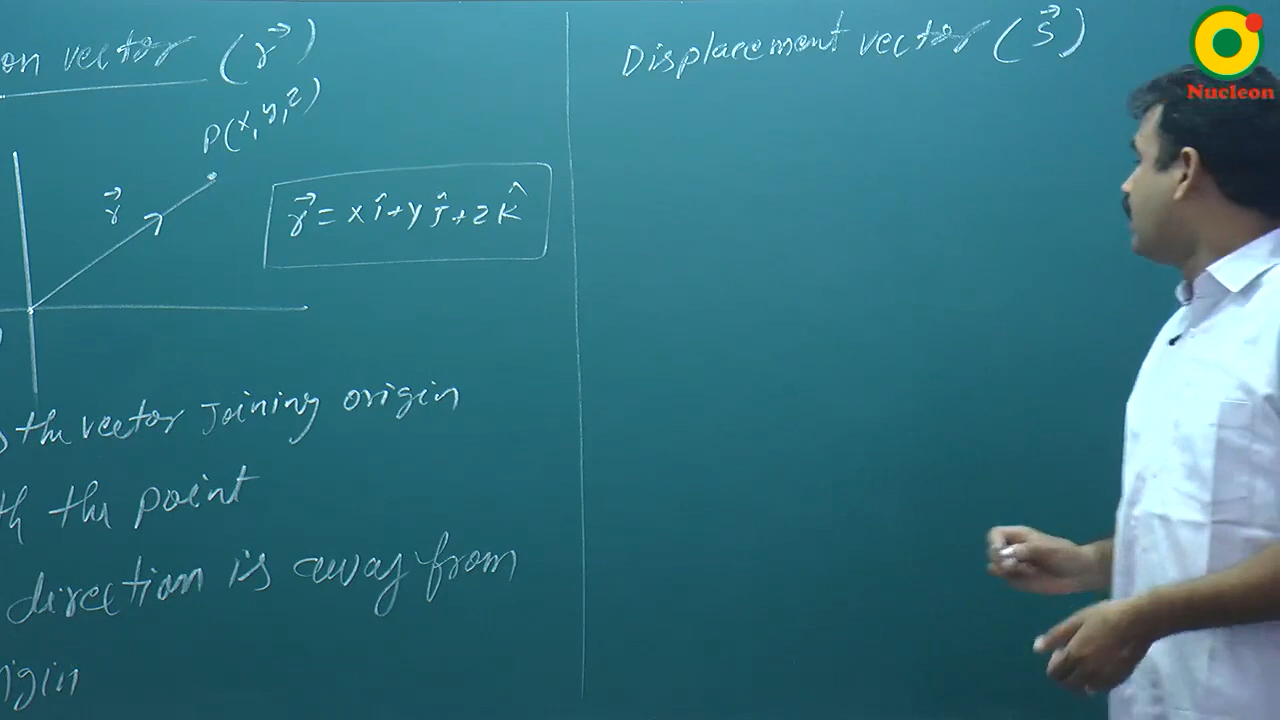 on vector (r⃗)
P(x, y, z)
r⃗
r⃗ = x î + y ĵ + z k̂
s the vector joining origin
th the point
direction is away from
igin
Displacement vector (S⃗)
Nucleon